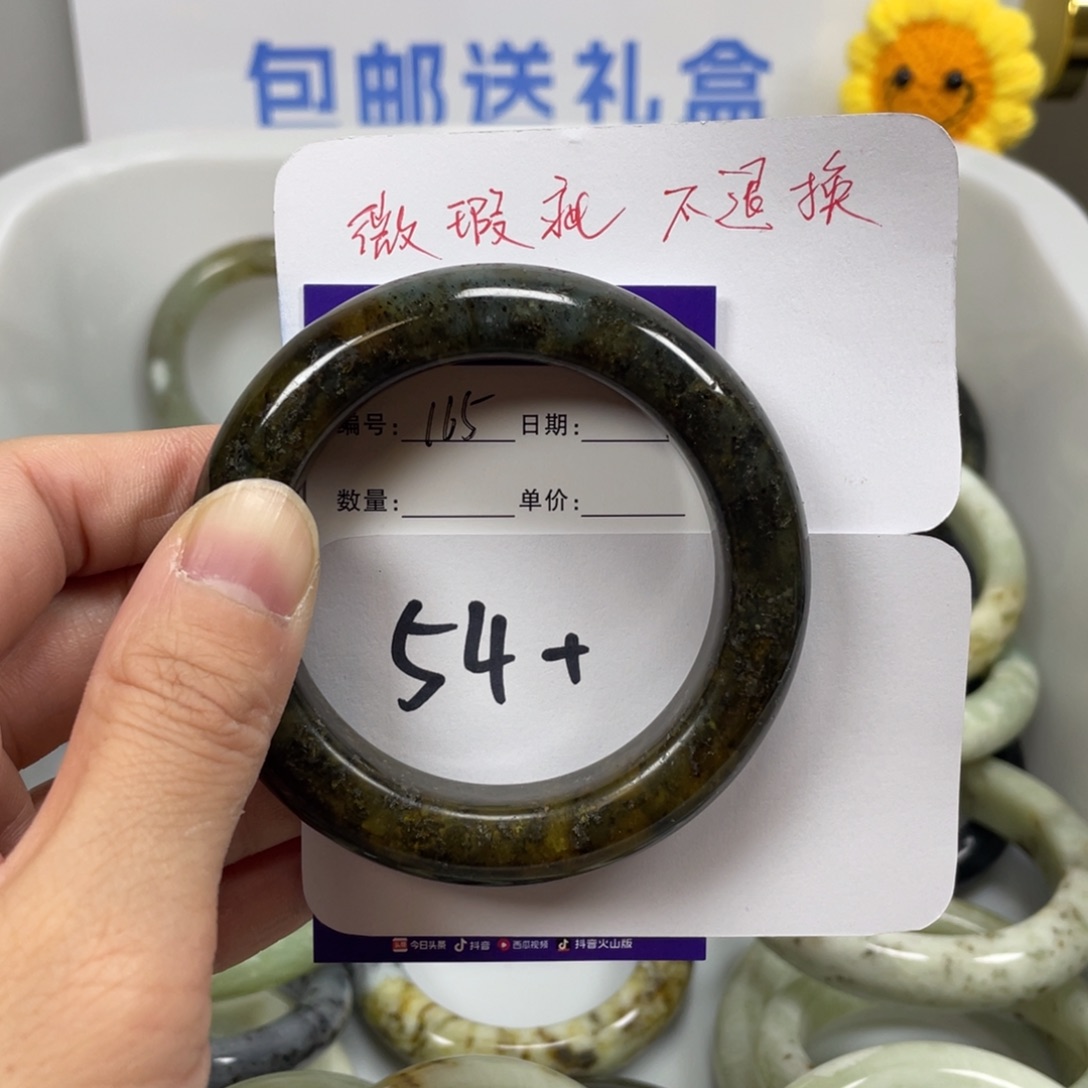 包邮送礼盒
微瑕疵 不退换
编号: 165 日期:
数量: 单价:
54+
今日头条 抖音 西瓜视频 抖音火山版